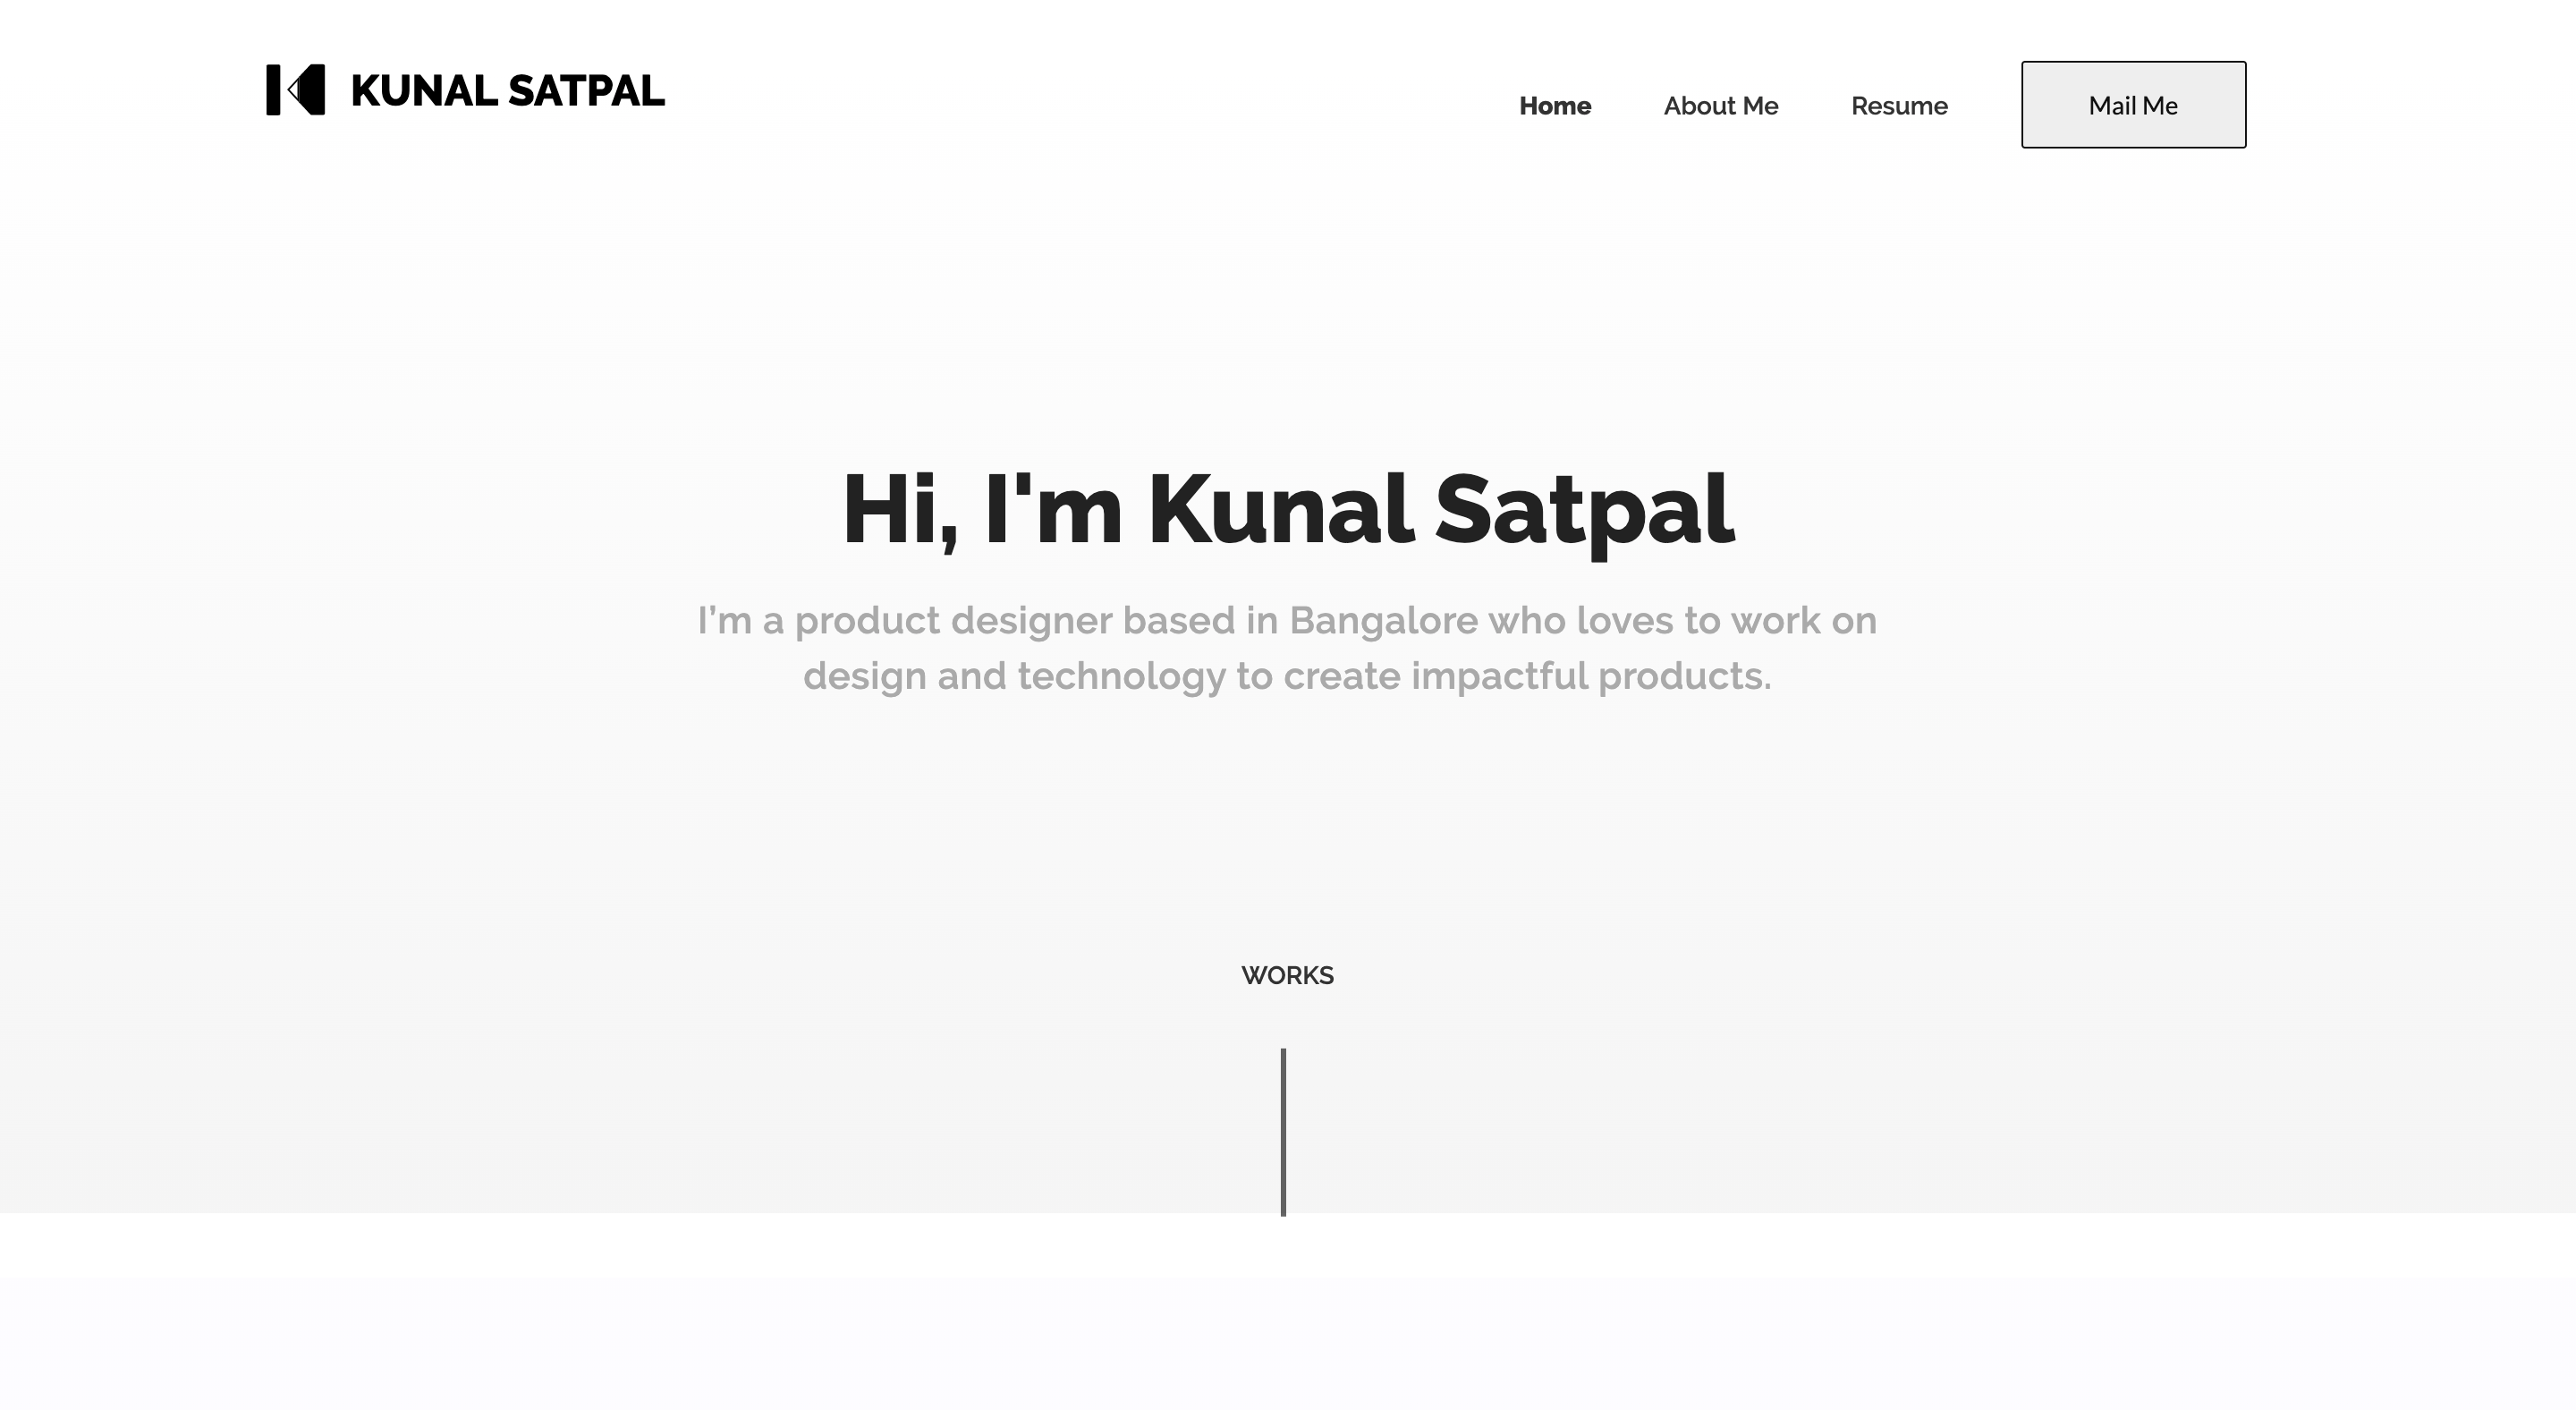 KUNAL SATPAL
Home
About Me
Resume
Mail Me
Hi, I'm Kunal Satpal
I’m a product designer based in Bangalore who loves to work on
design and technology to create impactful products.
WORKS